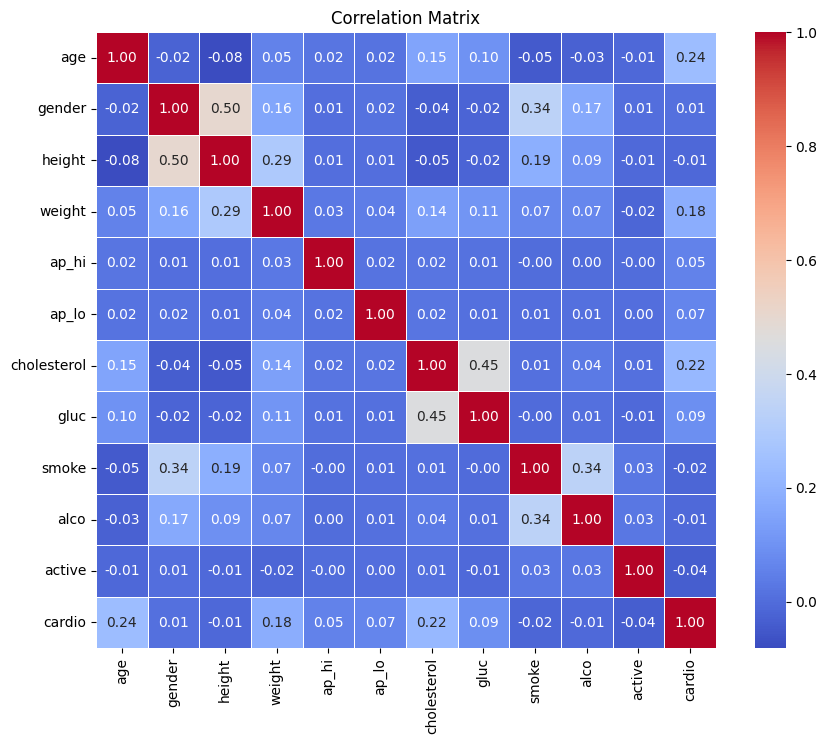 Correlation Matrix
age 1.00 -0.02 -0.08 0.05 0.02 0.02 0.15 0.10 -0.05 -0.03 -0.01 0.24
gender -0.02 1.00 0.50 0.16 0.01 0.02 -0.04 -0.02 0.34 0.17 0.01 0.01
height -0.08 0.50 1.00 0.29 0.01 0.01 -0.05 -0.02 0.19 0.09 -0.01 -0.01
weight 0.05 0.16 0.29 1.00 0.03 0.04 0.14 0.11 0.07 0.07 -0.02 0.18
ap_hi 0.02 0.01 0.01 0.03 1.00 0.02 0.02 0.01 -0.00 0.00 -0.00 0.05
ap_lo 0.02 0.02 0.01 0.04 0.02 1.00 0.02 0.01 0.01 0.01 0.00 0.07
cholesterol 0.15 -0.04 -0.05 0.14 0.02 0.02 1.00 0.45 0.01 0.04 0.01 0.22
gluc 0.10 -0.02 -0.02 0.11 0.01 0.01 0.45 1.00 -0.00 0.01 -0.01 0.09
smoke -0.05 0.34 0.19 0.07 -0.00 0.01 0.01 -0.00 1.00 0.34 0.03 -0.02
alco -0.03 0.17 0.09 0.07 0.00 0.01 0.04 0.01 0.34 1.00 0.03 -0.01
active -0.01 0.01 -0.01 -0.02 -0.00 0.00 0.01 -0.01 0.03 0.03 1.00 -0.04
cardio 0.24 0.01 -0.01 0.18 0.05 0.07 0.22 0.09 -0.02 -0.01 -0.04 1.00
age gender height weight ap_hi ap_lo cholesterol gluc smoke alco active cardio
1.0
0.8
0.6
0.4
0.2
0.0